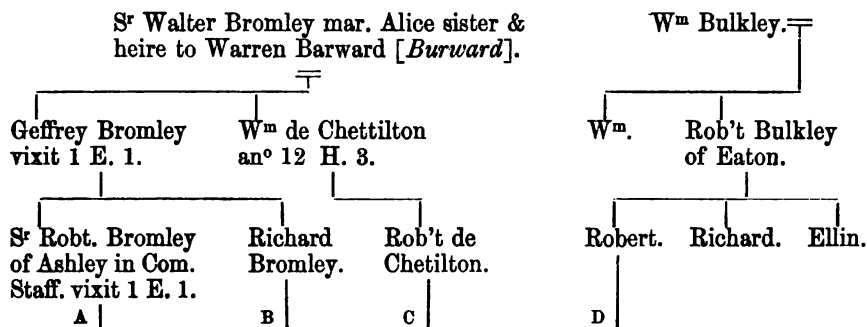 Sʳ Walter Bromley mar. Alice sister &
heire to Warren Barward [Burward].
Wᵐ Bulkley.
Geffrey Bromley
vixit 1 E. 1.
Wᵐ de Chettilton
anº 12 H. 3.
Wᵐ.
Rob't Bulkley
of Eaton.
Sʳ Robt. Bromley
of Ashley in Com.
Staff. vixit 1 E. 1.
A
Richard
Bromley.
B
Rob't de
Chetilton.
C
Robert.
D
Richard.
Ellin.